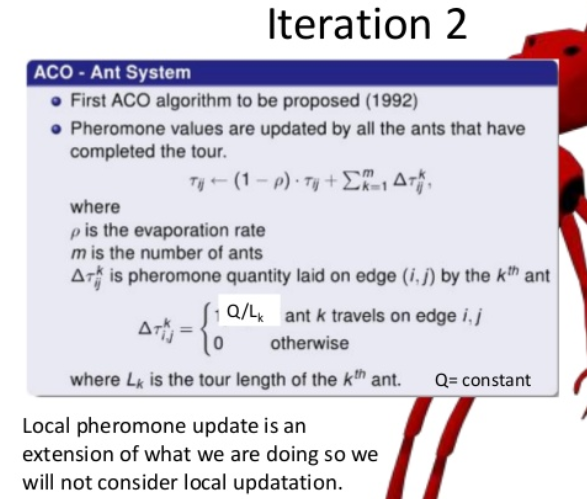 Iteration 2
ACO - Ant System
First ACO algorithm to be proposed (1992)
Pheromone values are updated by all the ants that have
completed the tour.
τij ← (1 − ρ) · τij + ∑ᵐk=1 Δτᵏij,
where
ρ is the evaporation rate
m is the number of ants
Δτᵏij is pheromone quantity laid on edge (i, j) by the kth ant
Δτᵏi,j = { Q/Lk ant k travels on edge i, j
0 otherwise
where Lk is the tour length of the kth ant. Q= constant
Local pheromone update is an
extension of what we are doing so we
will not consider local updatation.